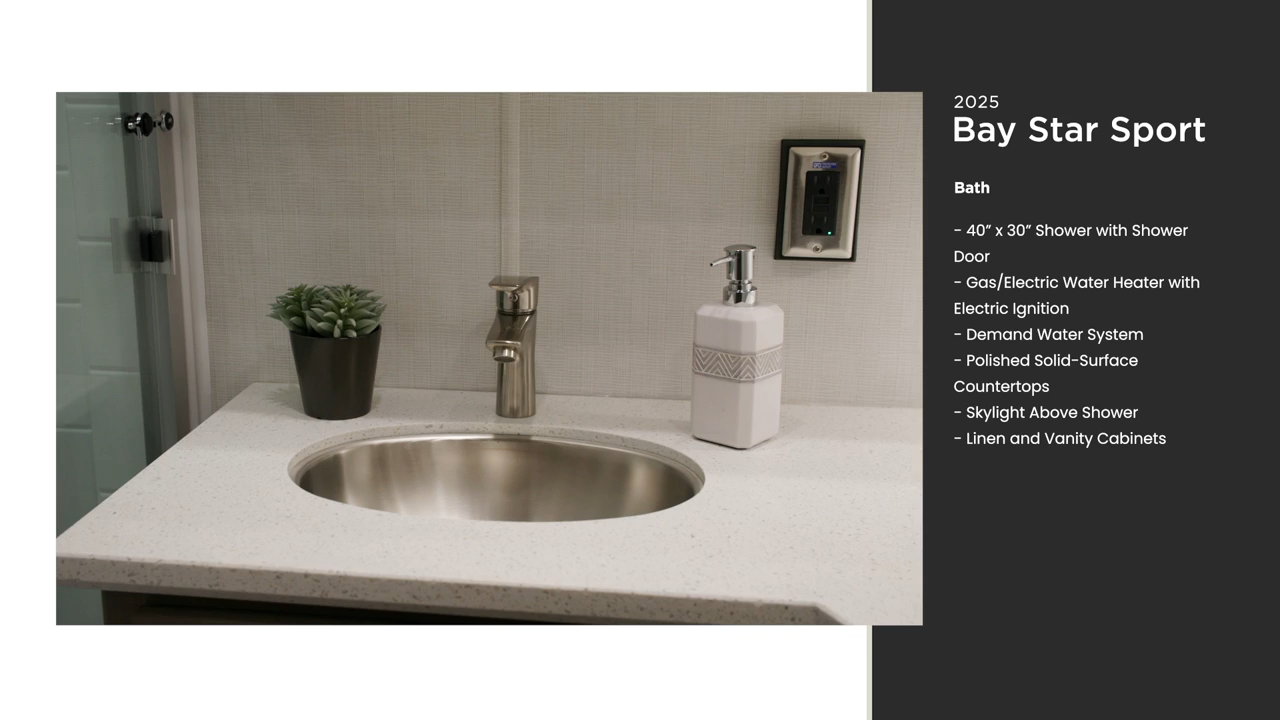 2025
Bay Star Sport
Bath
- 40” x 30” Shower with Shower
Door
- Gas/Electric Water Heater with
Electric Ignition
- Demand Water System
- Polished Solid-Surface
Countertops
- Skylight Above Shower
- Linen and Vanity Cabinets